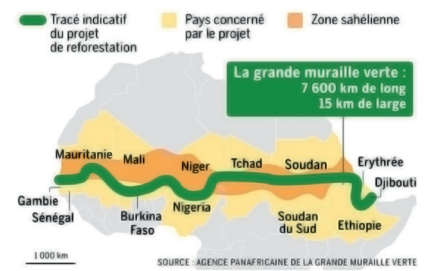 Tracé indicatif
du projet
de reforestation
Pays concerné
par le projet
Zone sahélienne
La grande muraille verte :
7 600 km de long
15 km de large
Mauritanie
Mali
Niger
Tchad
Soudan
Erythrée
Djibouti
Gambie
Sénégal
Burkina
Faso
Nigeria
Soudan
du Sud
Ethiopie
1 000 km
SOURCE : AGENCE PANAFRICAINE DE LA GRANDE MURAILLE VERTE